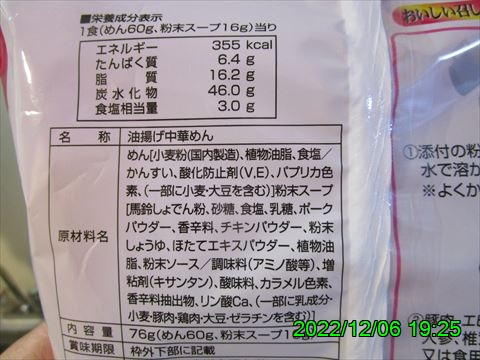 ■栄養成分表示
1食(めん60g、粉末スープ16g)当り
エネルギー 355 kcal
たんぱく質 6.4 g
脂質 16.2 g
炭水化物 46.0 g
食塩相当量 3.0 g
名称 油揚げ中華めん
原材料名
めん[小麦粉(国内製造)、植物油脂、食塩／
かんすい、酸化防止剤(V.E)、パプリカ色
素、(一部に小麦・大豆を含む)]粉末スープ
[馬鈴しょでん粉、砂糖、食塩、乳糖、ポーク
パウダー、香辛料、チキンパウダー、粉末
しょうゆ、ほたてエキスパウダー、植物油
脂、粉末ソース／調味料(アミノ酸等)、増
粘剤(キサンタン)、酸味料、カラメル色素、
香辛料抽出物、リン酸Ca、(一部に乳成分・
小麦・豚肉・鶏肉・大豆・ゼラチンを含む)]
内容量 76g(めん60g、粉末スープ16g)
賞味期限 枠外下部に記載
おいしい召し
①添付の粉
水で溶か
※よくか
②豚肉・エビ
人参、椎
2022/12/06 19:25